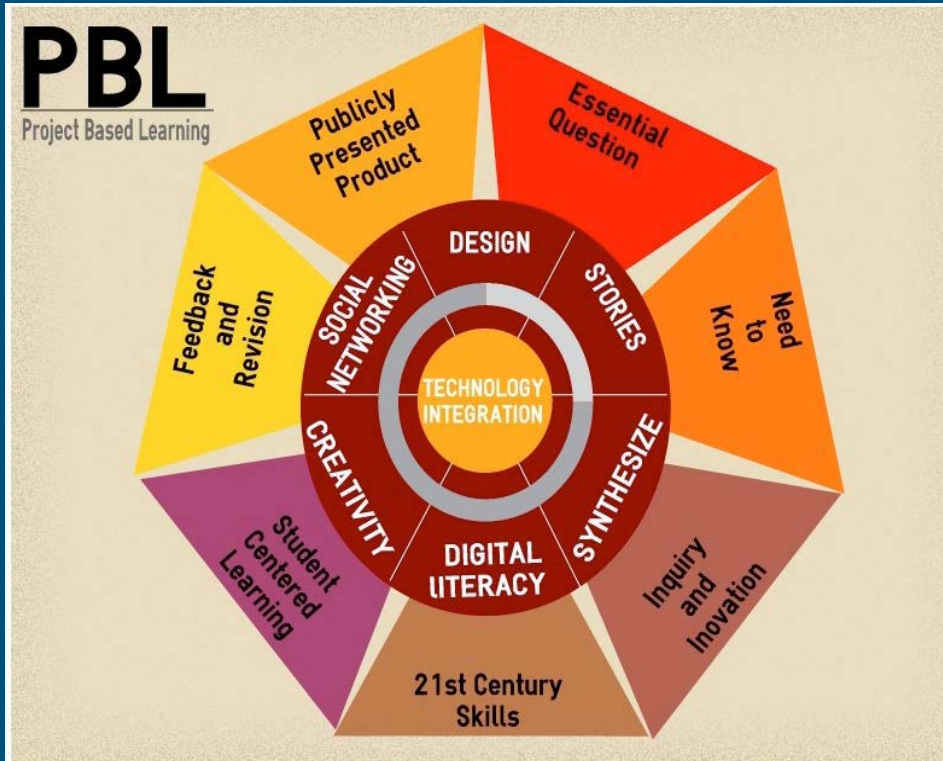 PBL
Project Based Learning
Publicly
Presented
Product
Essential
Question
Need
to
Know
Inquiry
and
Inovation
21st Century
Skills
Student
Centered
Learning
Feedback
and
Revision
DESIGN
STORIES
SYNTHESIZE
DIGITAL
LITERACY
CREATIVITY
SOCIAL
NETWORKING
TECHNOLOGY
INTEGRATION